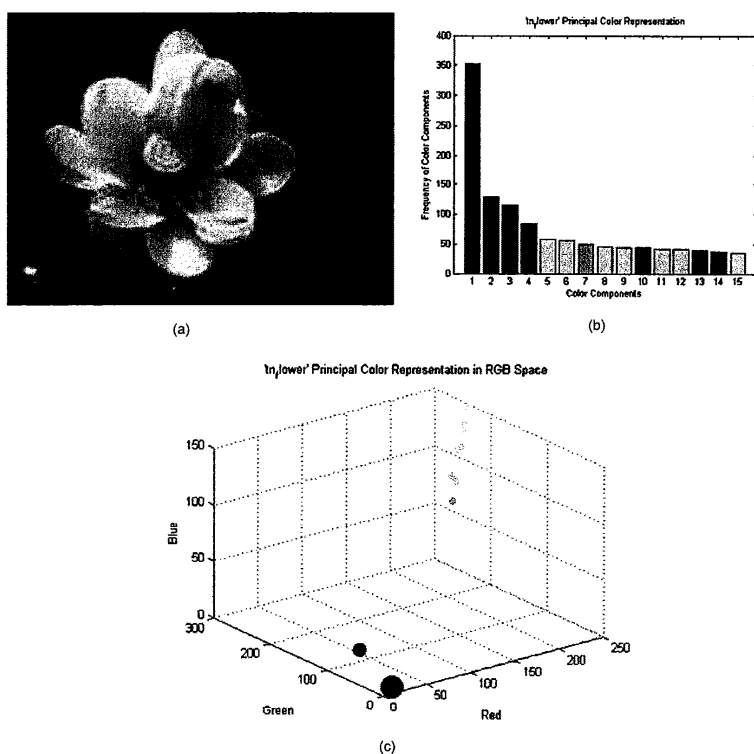 'tnflower' Principal Color Representation
400
350
300
250
200
150
100
50
0
Frequency of Color Components
1 2 3 4 5 6 7 8 9 10 11 12 13 14 15
Color Components
(a)
(b)
'tnflower' Principal Color Representation in RGB Space
150
100
50
0
Blue
300
200
100
0
Green
0
50
100
150
200
250
Red
(c)